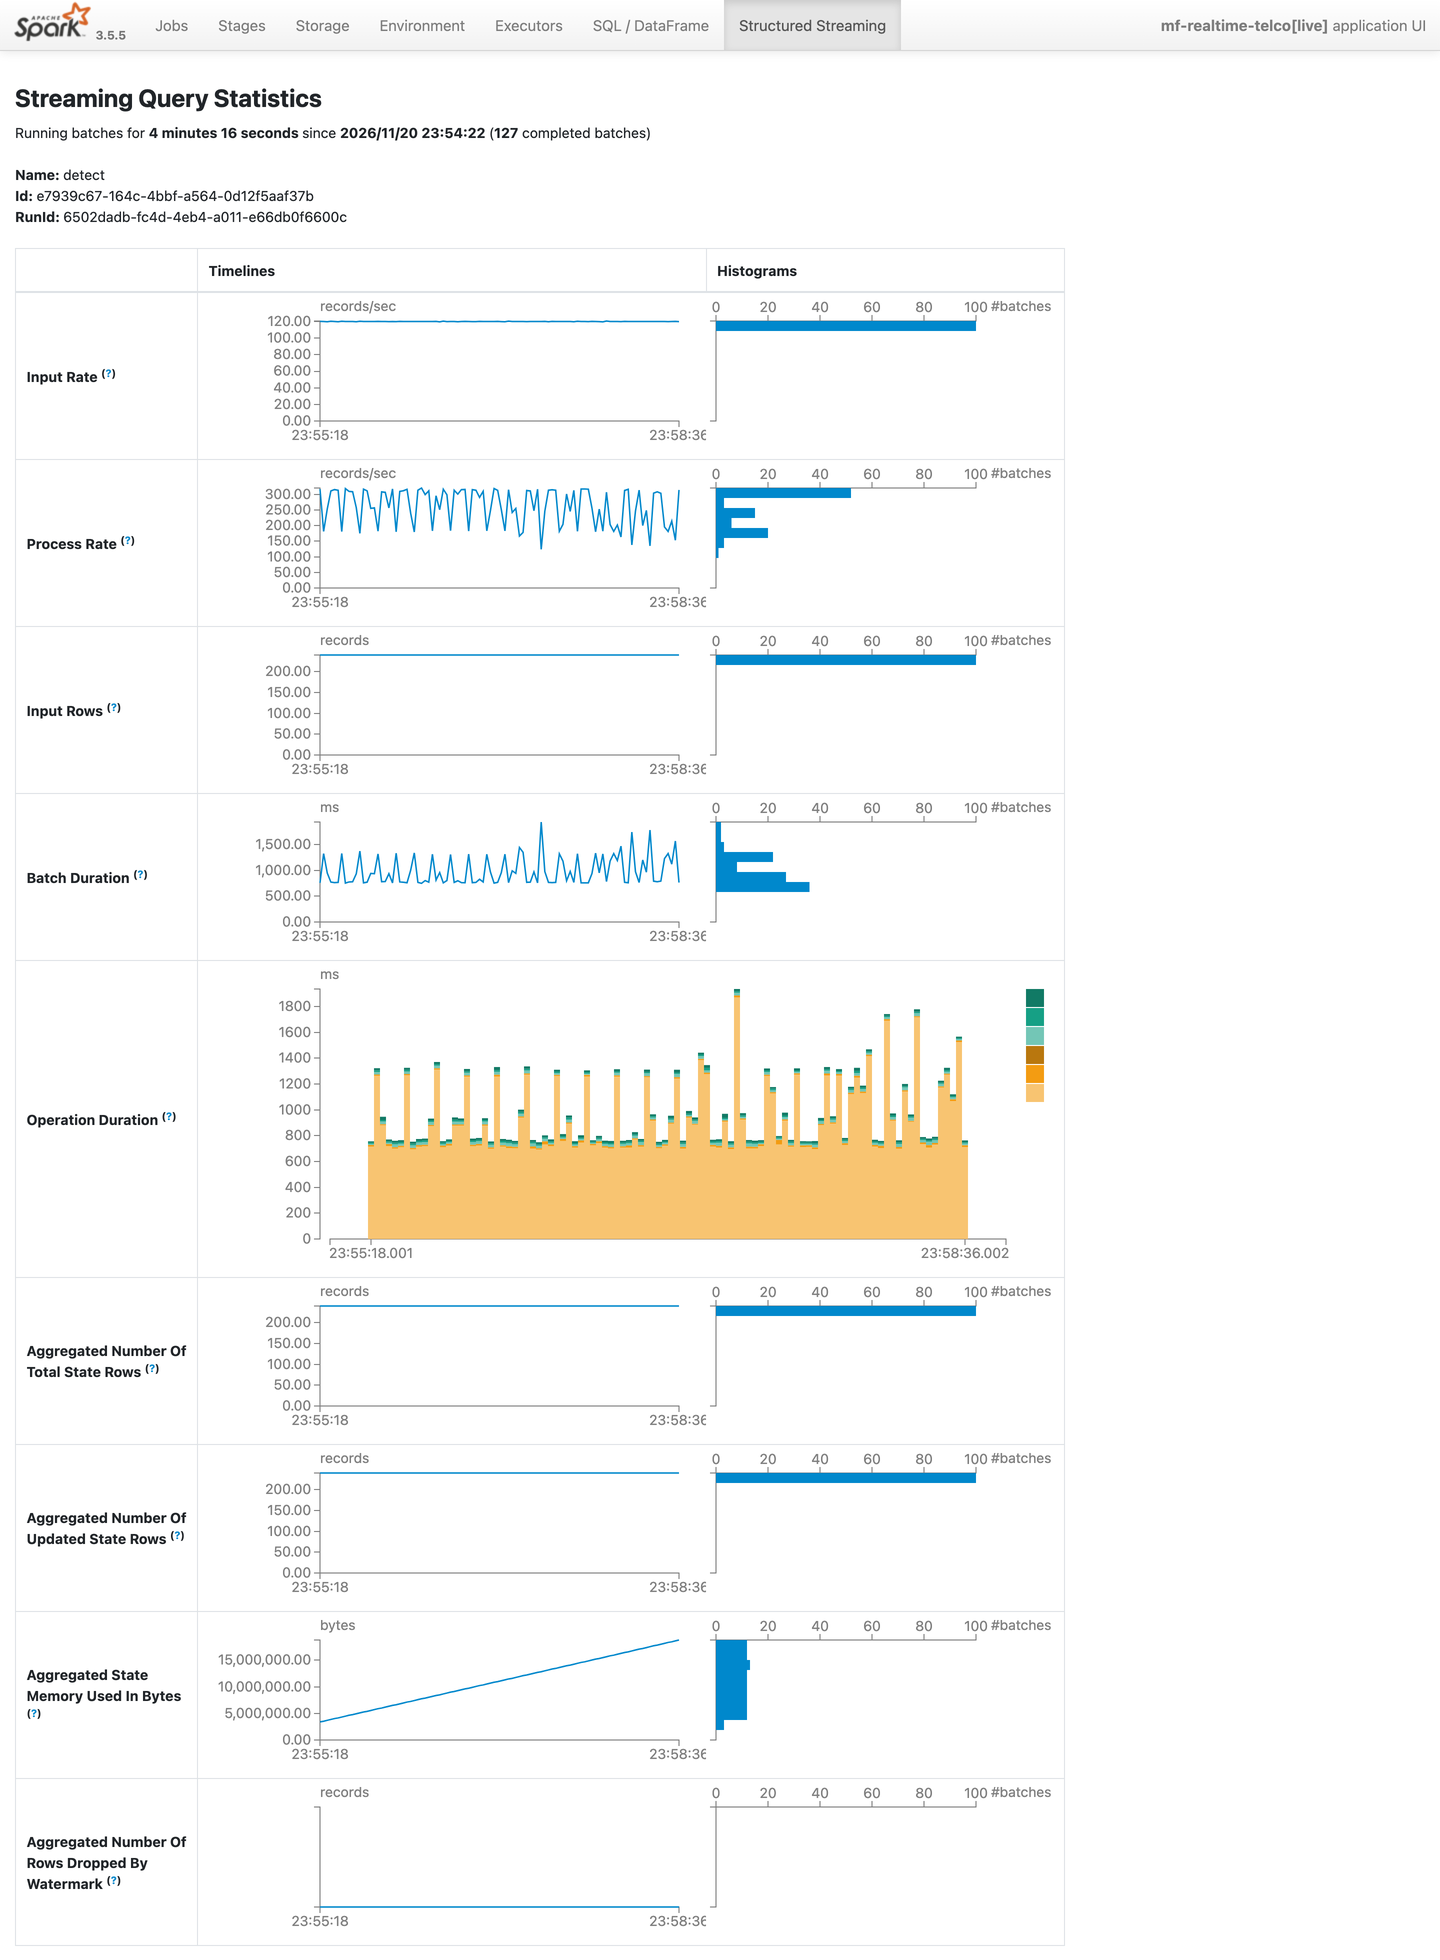 APACHE
Spark 3.5.5 Jobs Stages Storage Environment Executors SQL / DataFrame Structured Streaming mf-realtime-telco[live] application UI
Streaming Query Statistics
Running batches for 4 minutes 16 seconds since 2026/11/20 23:54:22 (127 completed batches)
Name: detect
Id: e7939c67-164c-4bbf-a564-0d12f5aaf37b
RunId: 6502dadb-fc4d-4eb4-a011-e66db0f6600c
Timelines Histograms
Input Rate (?)
records/sec
120.00
100.00
80.00
60.00
40.00
20.00
0.00
23:55:18 23:58:36
0 20 40 60 80 100 #batches
Process Rate (?)
records/sec
300.00
250.00
200.00
150.00
100.00
50.00
0.00
23:55:18 23:58:36
0 20 40 60 80 100 #batches
Input Rows (?)
records
200.00
150.00
100.00
50.00
0.00
23:55:18 23:58:36
0 20 40 60 80 100 #batches
Batch Duration (?)
ms
1,500.00
1,000.00
500.00
0.00
23:55:18 23:58:36
0 20 40 60 80 100 #batches
Operation Duration (?)
ms
1800
1600
1400
1200
1000
800
600
400
200
0
23:55:18.001 23:58:36.002
Aggregated Number Of
Total State Rows (?)
records
200.00
150.00
100.00
50.00
0.00
23:55:18 23:58:36
0 20 40 60 80 100 #batches
Aggregated Number Of
Updated State Rows (?)
records
200.00
150.00
100.00
50.00
0.00
23:55:18 23:58:36
0 20 40 60 80 100 #batches
Aggregated State
Memory Used In Bytes
(?)
bytes
15,000,000.00
10,000,000.00
5,000,000.00
0.00
23:55:18 23:58:36
0 20 40 60 80 100 #batches
Aggregated Number Of
Rows Dropped By
Watermark (?)
records
23:55:18 23:58:36
0 20 40 60 80 100 #batches